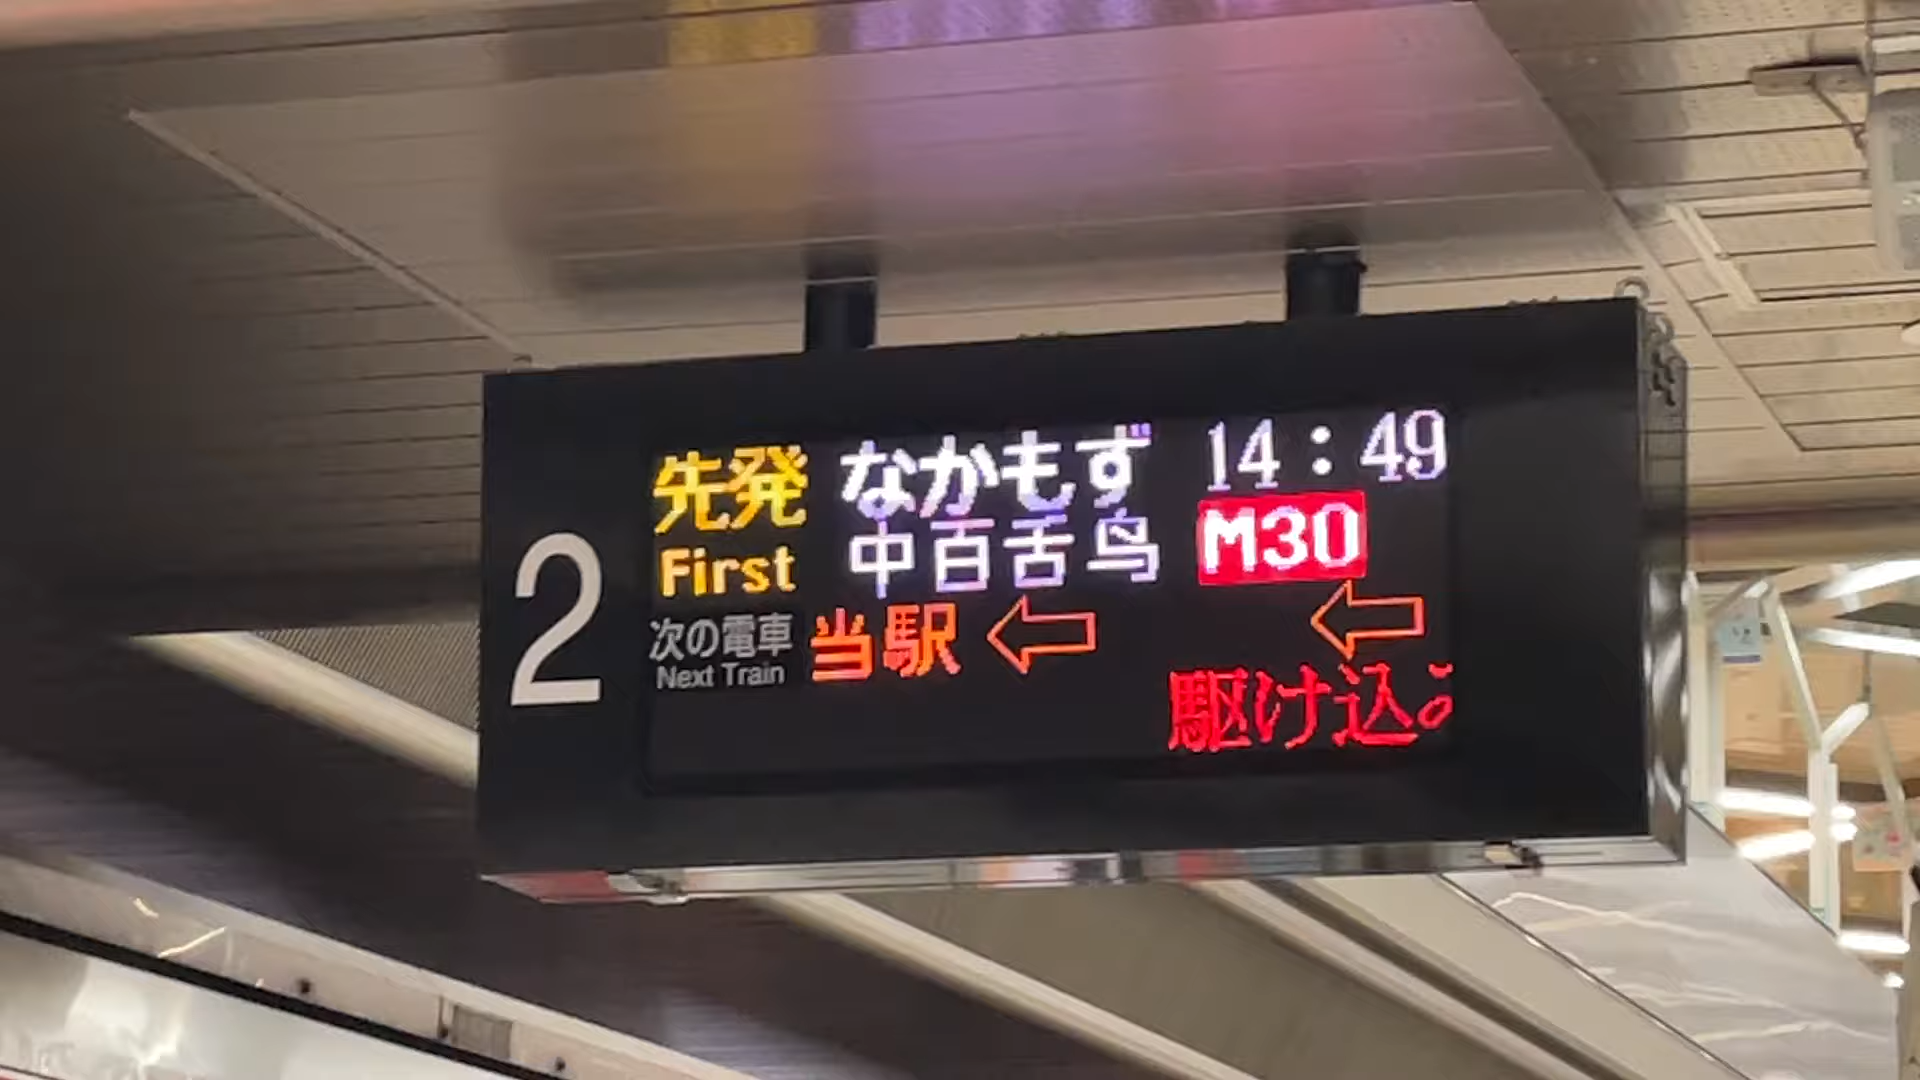 2
先発 なかもず 14:49
First 中百舌鸟 M30
次の電車 当駅 ⇦ ⇦
Next Train
駆け込